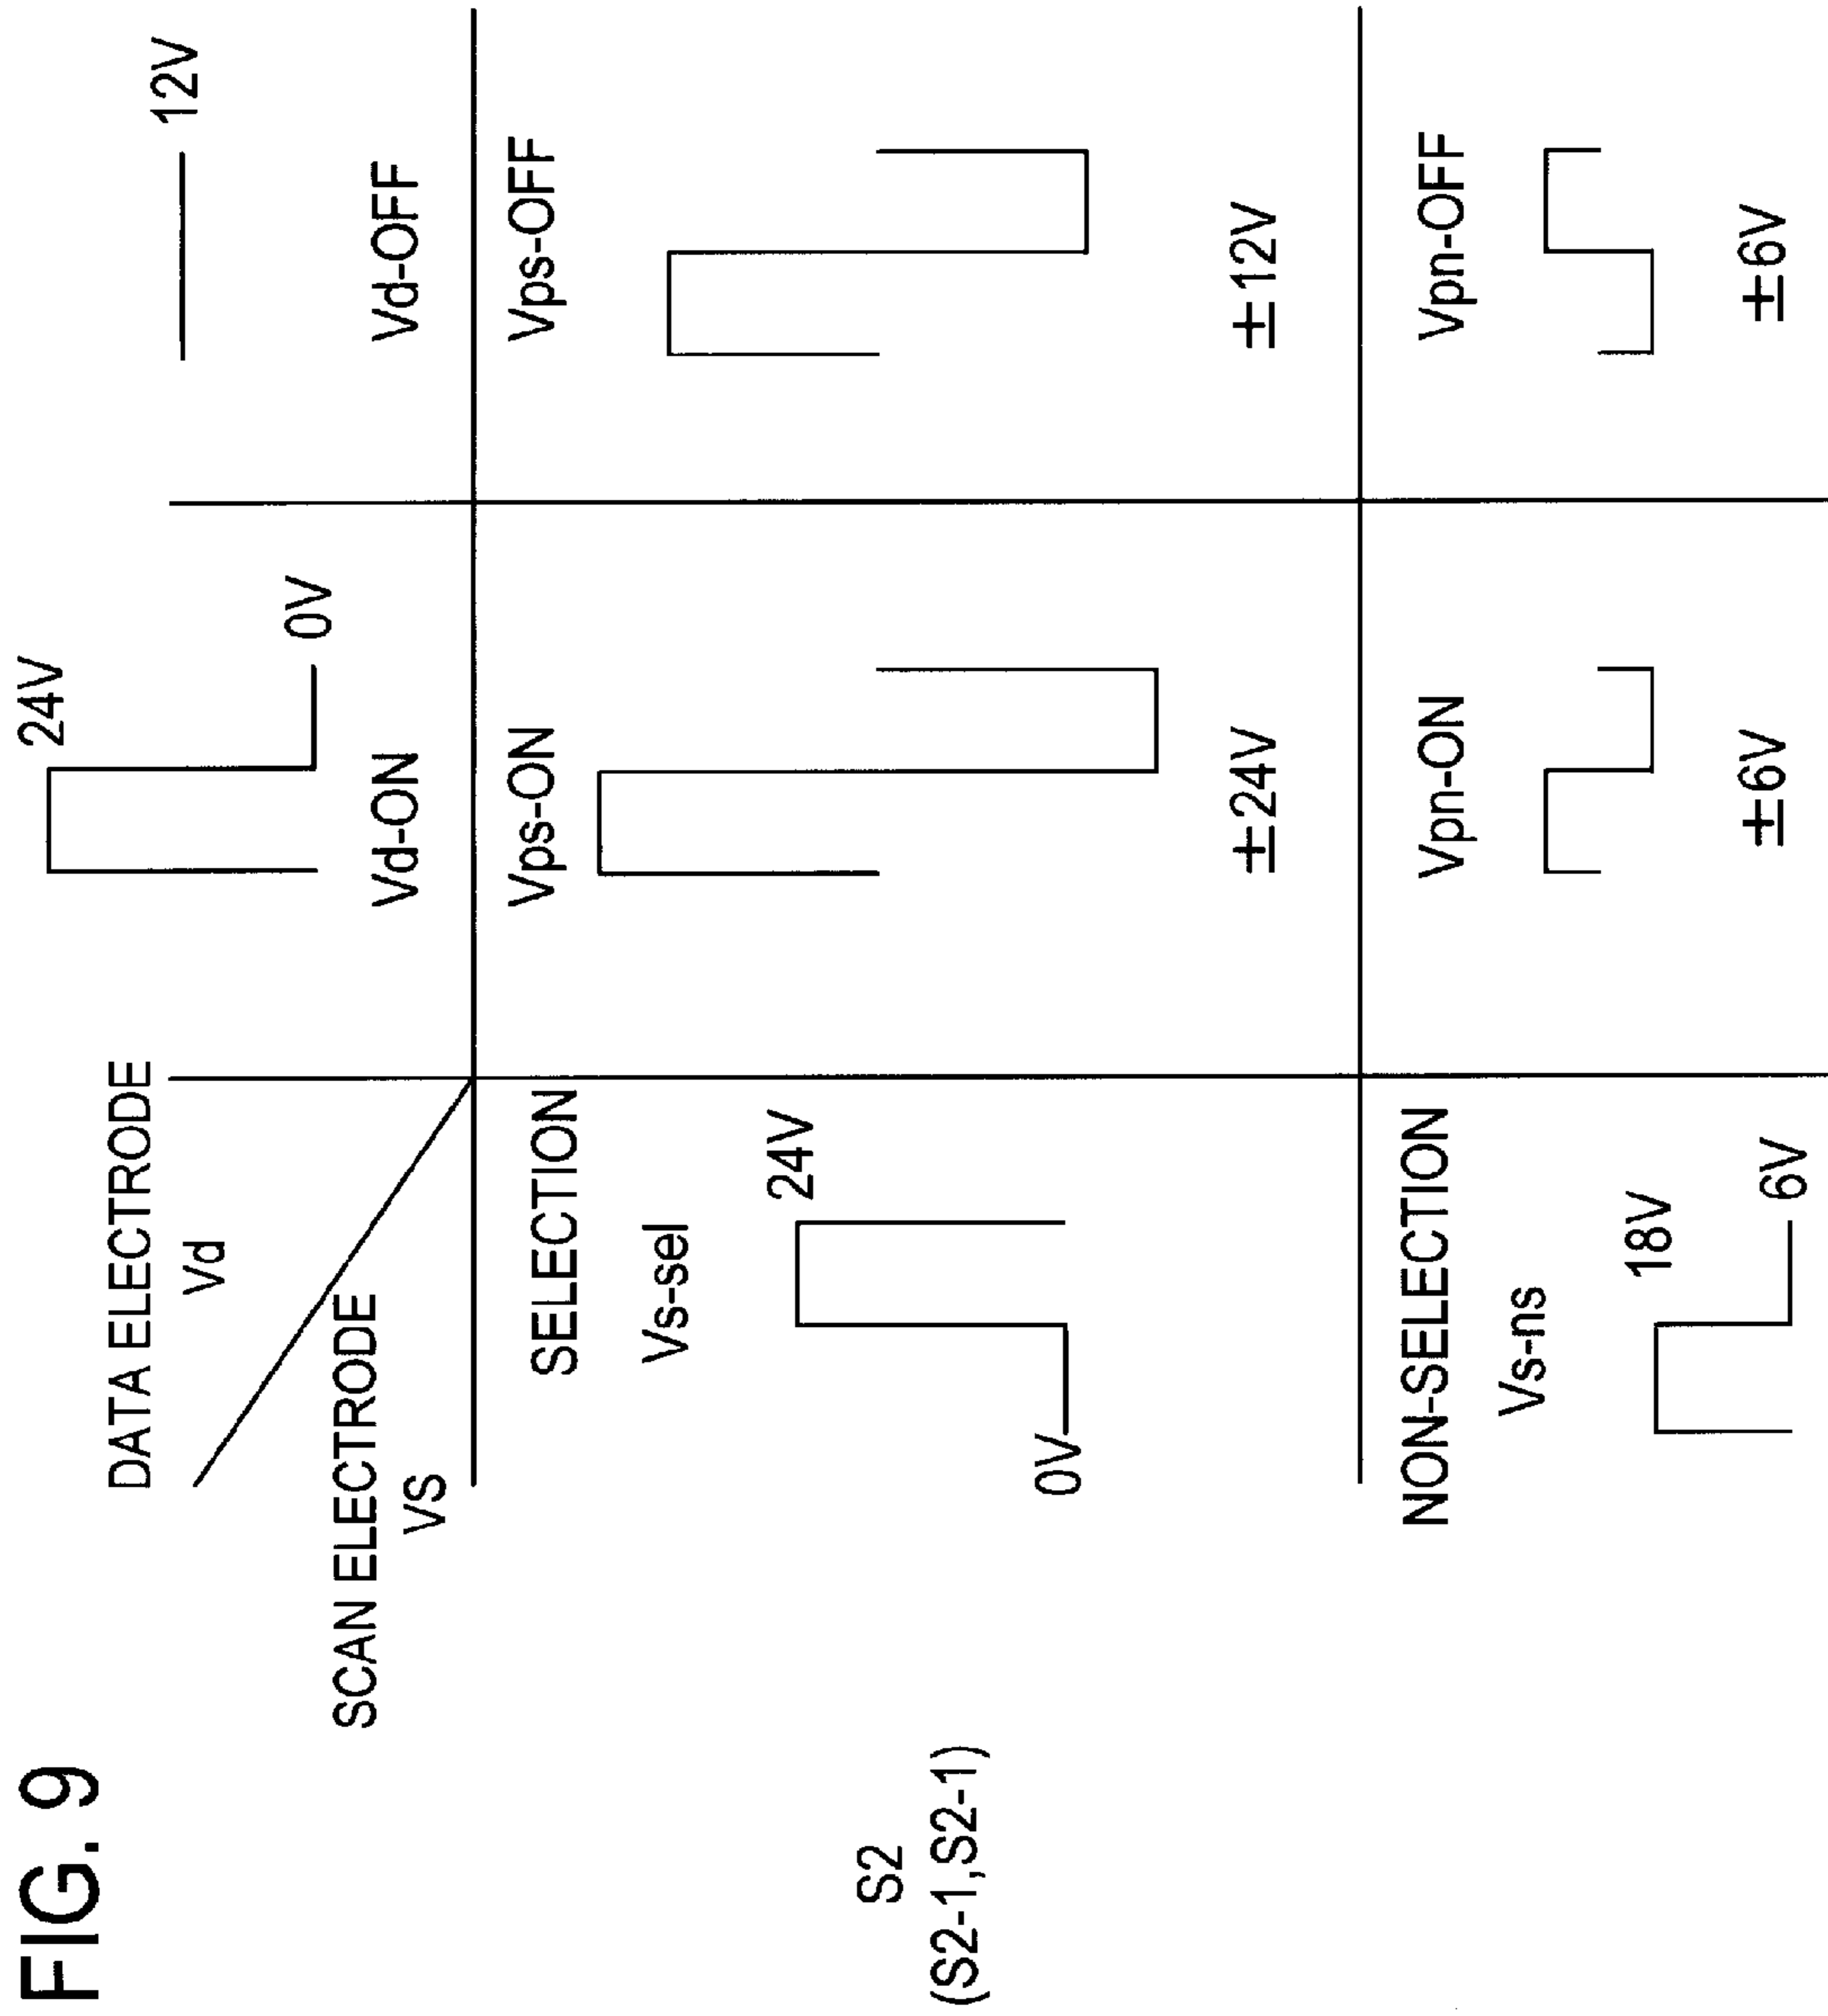 FIG. 9
DATA ELECTRODE
Vd
24V
0V
Vd-ON
12V
Vd-OFF
SCAN ELECTRODE
VS
S2
(S2-1,S2-1)
SELECTION
Vs-sel
24V
0V
Vps-ON
±24V
Vps-OFF
±12V
NON-SELECTION
Vs-ns
18V
6V
Vpn-ON
±6V
Vpn-OFF
±6V